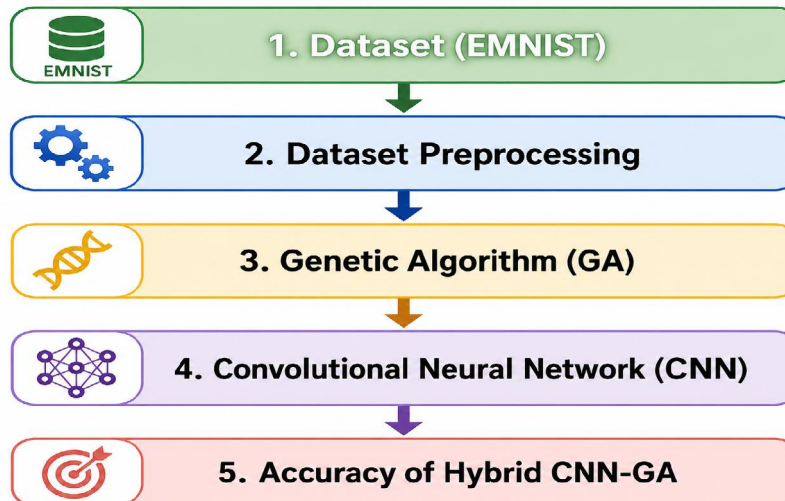 EMNIST
1. Dataset (EMNIST)
2. Dataset Preprocessing
3. Genetic Algorithm (GA)
4. Convolutional Neural Network (CNN)
5. Accuracy of Hybrid CNN-GA